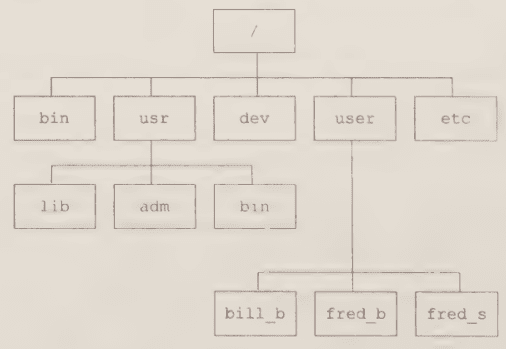 /
bin usr dev user etc
lib adm bin
bill_b fred_b fred_s